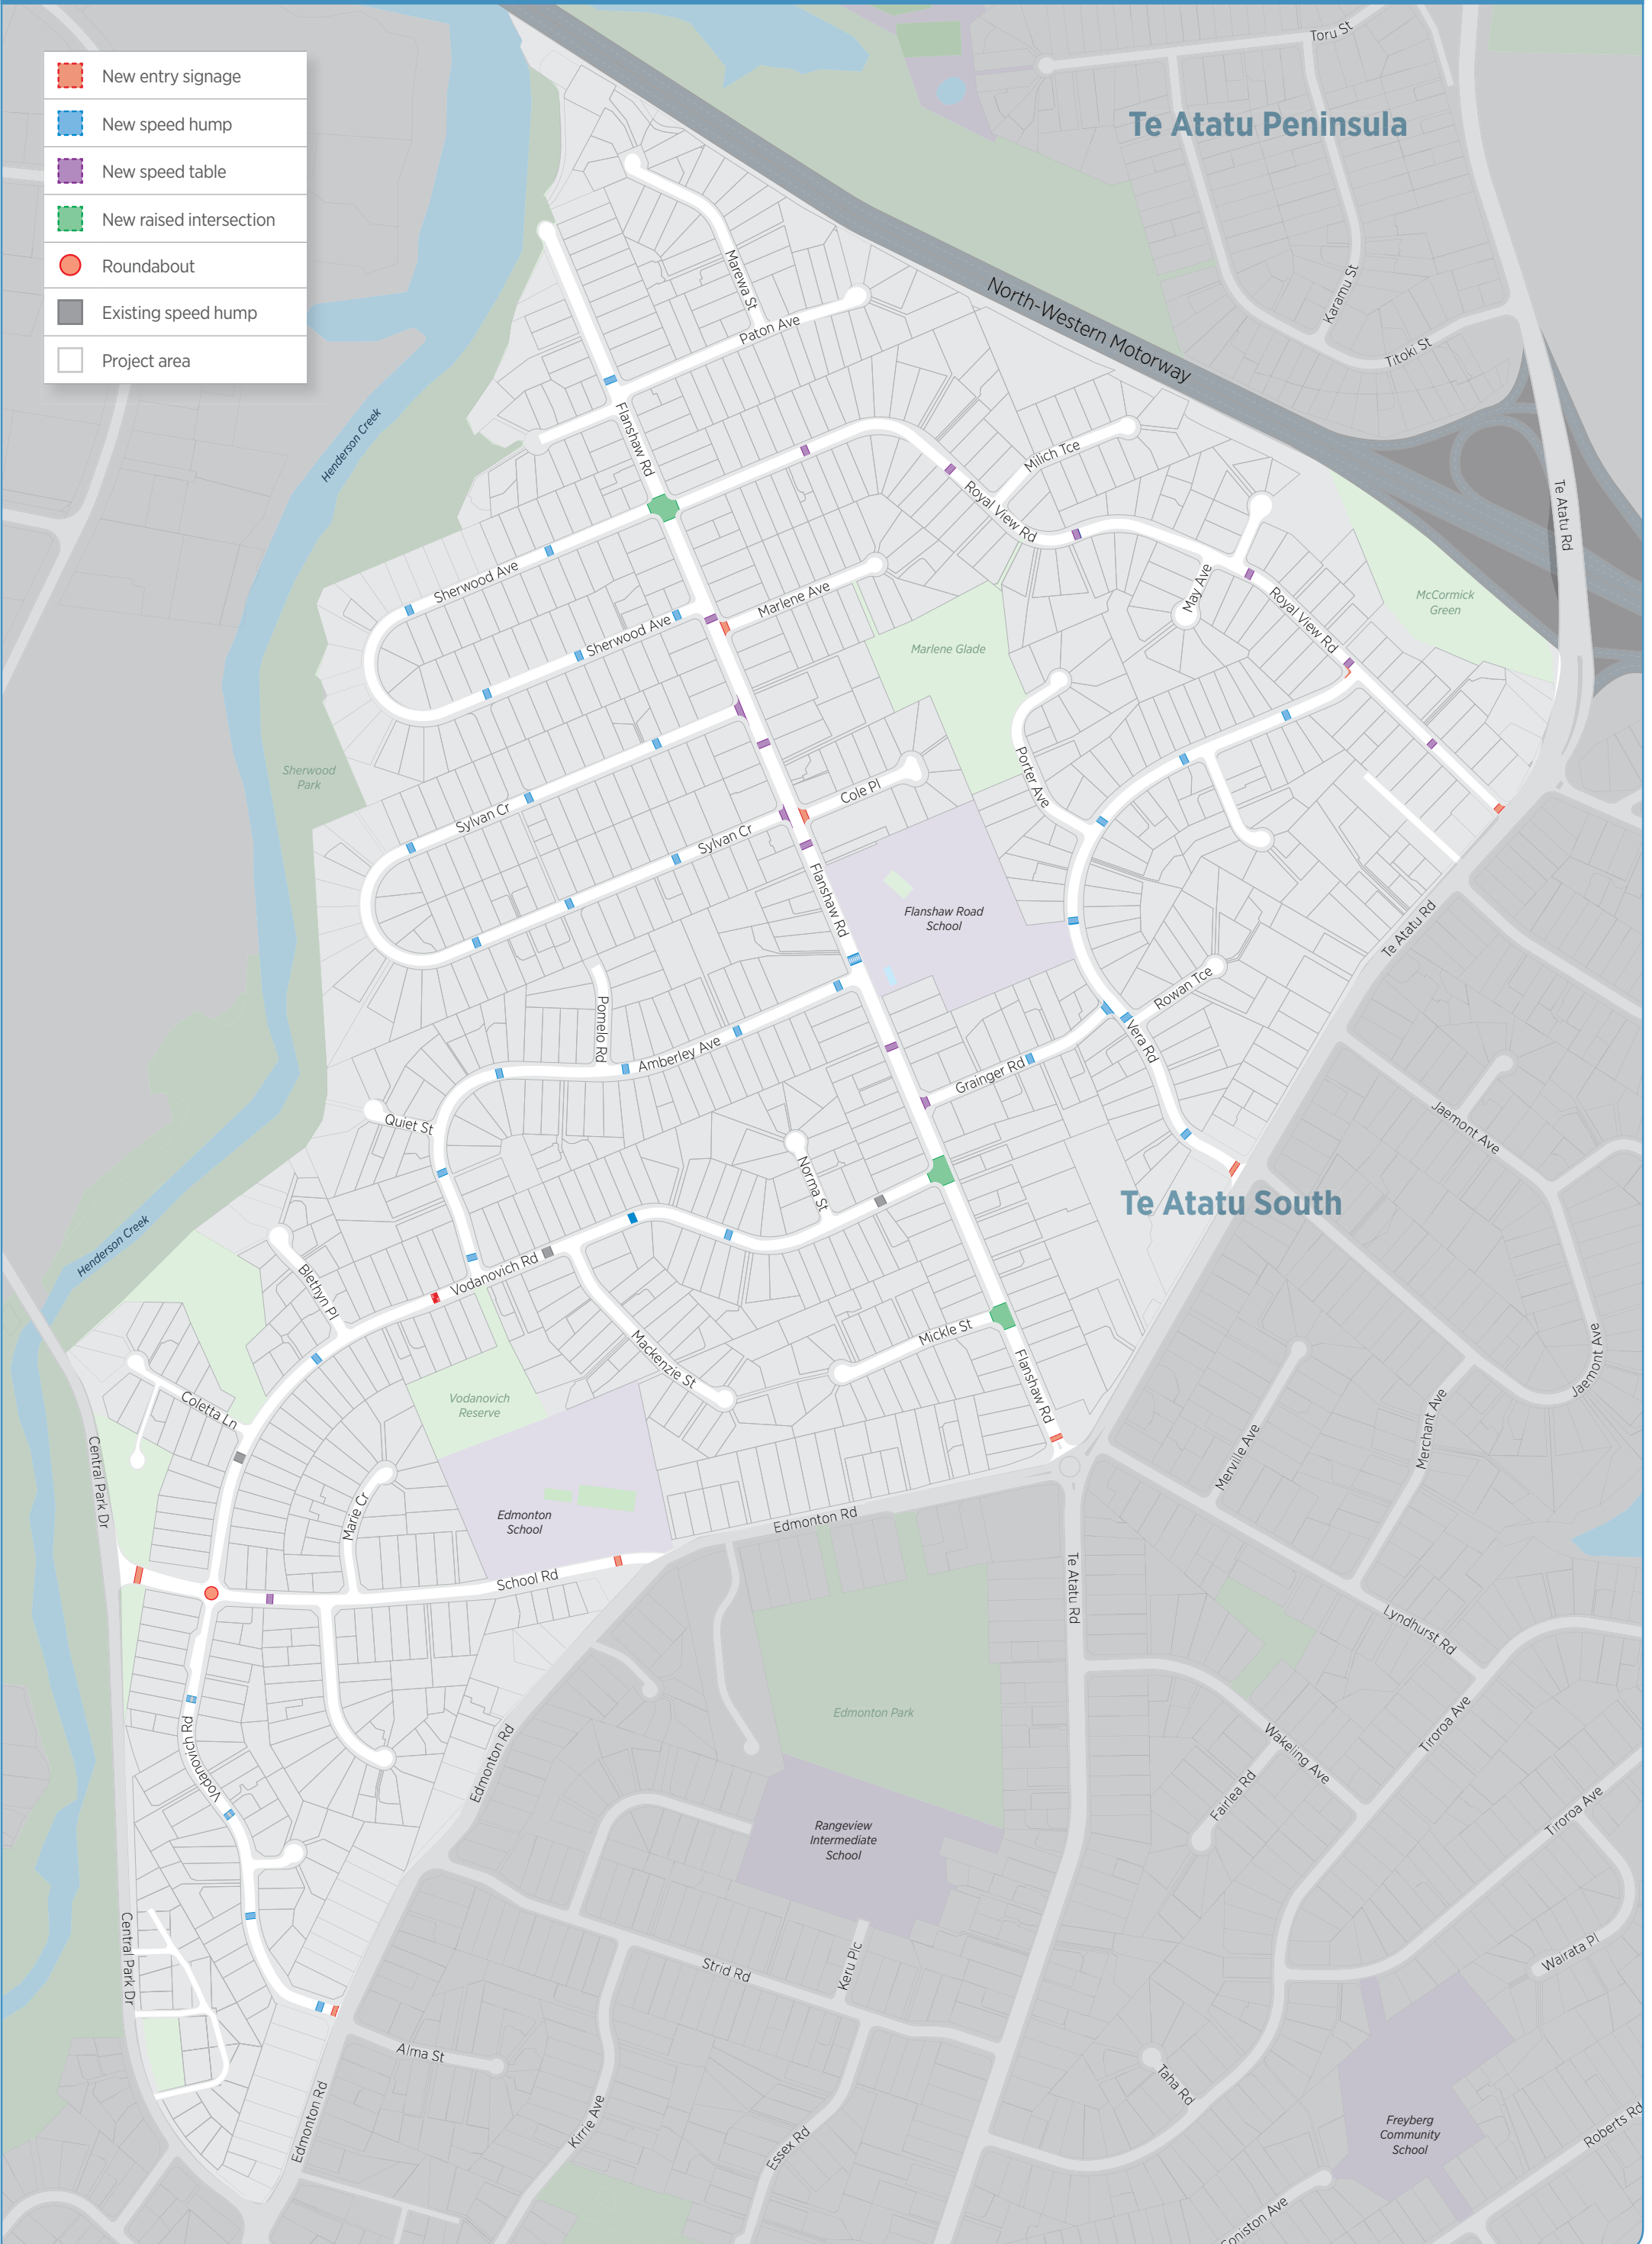 New entry signage
New speed hump
New speed table
New raised intersection
Roundabout
Existing speed hump
Project area
Toru St
Te Atatu Peninsula
Karamu St
Titoki St
North-Western Motorway
Marewa St
Paton Ave
Henderson Creek
Flanshaw Rd
Milich Tce
Royal View Rd
Te Atatu Rd
Sherwood Ave
Marlene Ave
May Ave
Royal View Rd
McCormick
Green
Sherwood Ave
Marlene Glade
Sherwood
Park
Porter Ave
Cole Pl
Sylvan Cr
Sylvan Cr
Flanshaw Rd
Flanshaw Road
School
Te Atatu Rd
Rowan Tce
Pomelo Rd
Amberley Ave
Vera Rd
Grainger Rd
Quiet St
Jaemont Ave
Norma St
Te Atatu South
Henderson Creek
Vodanovich Rd
Blethyn Pl
Mickle St
Mackenzie St
Flanshaw Rd
Jaemont Ave
Coletta Ln
Vodanovich
Reserve
Merchant Ave
Merville Ave
Central Park Dr
Marie Cr
Edmonton
School
Edmonton Rd
School Rd
Te Atatu Rd
Lyndhurst Rd
Edmonton Park
Vodanovich Rd
Edmonton Rd
Tiroroa Ave
Wakeling Ave
Fairlea Rd
Tiroroa Ave
Rangeview
Intermediate
School
Central Park Dr
Strid Rd
Keru Plc
Wairata Pl
Alma St
Taha Rd
Edmonton Rd
Kirrie Ave
Essex Rd
Freyberg
Community
School
Roberts Rd
Coniston Ave